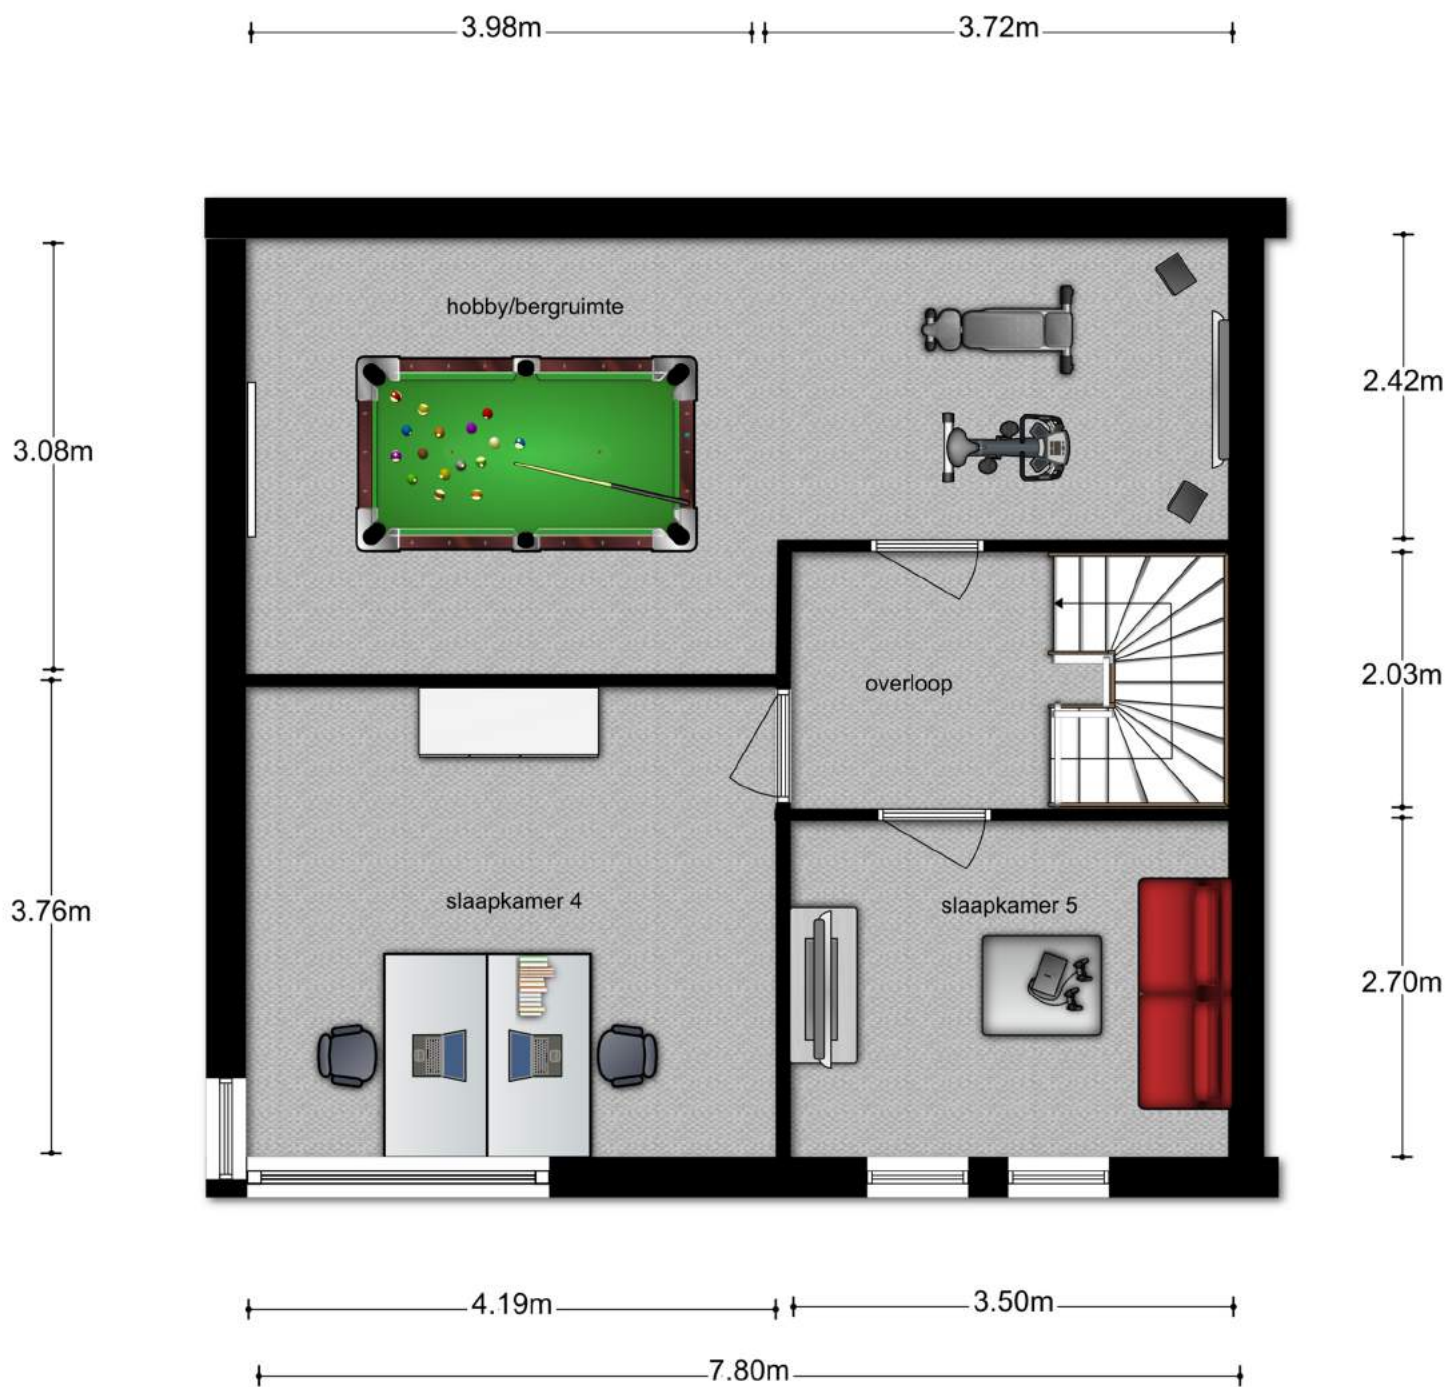 3.98m
3.72m
hobby/bergruimte
2.42m
3.08m
2.03m
overloop
slaapkamer 4
slaapkamer 5
3.76m
2.70m
4.19m
3.50m
7.80m